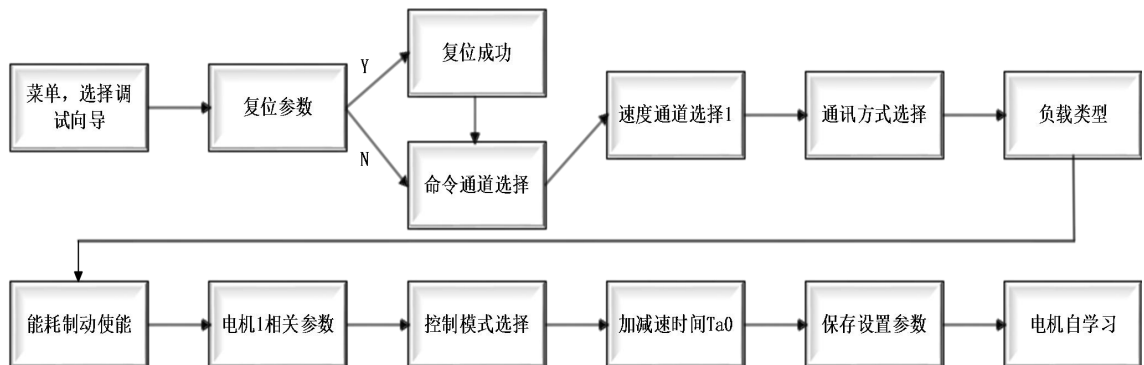 菜单，选择调
试向导
复位参数
Y
复位成功
N
命令通道选择
速度通道选择1
通讯方式选择
负载类型
能耗制动使能
电机1相关参数
控制模式选择
加减速时间Ta0
保存设置参数
电机自学习